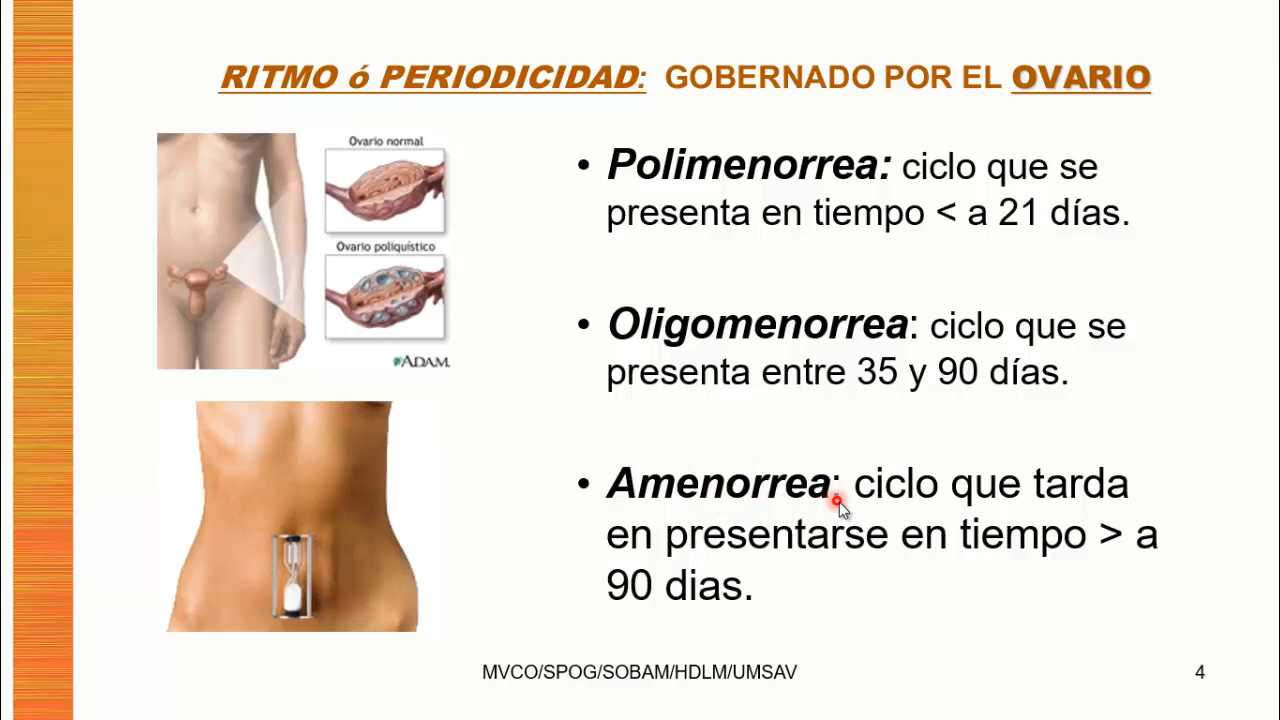 RITMO ó PERIODICIDAD: GOBERNADO POR EL OVARIO
Ovario normal
Ovario poliquístico
ADAM.
• Polimenorrea: ciclo que se
presenta en tiempo < a 21 días.
• Oligomenorrea: ciclo que se
presenta entre 35 y 90 días.
• Amenorrea: ciclo que tarda
en presentarse en tiempo > a
90 dias.
MVCO/SPOG/SOBAM/HDLM/UMSAV
4